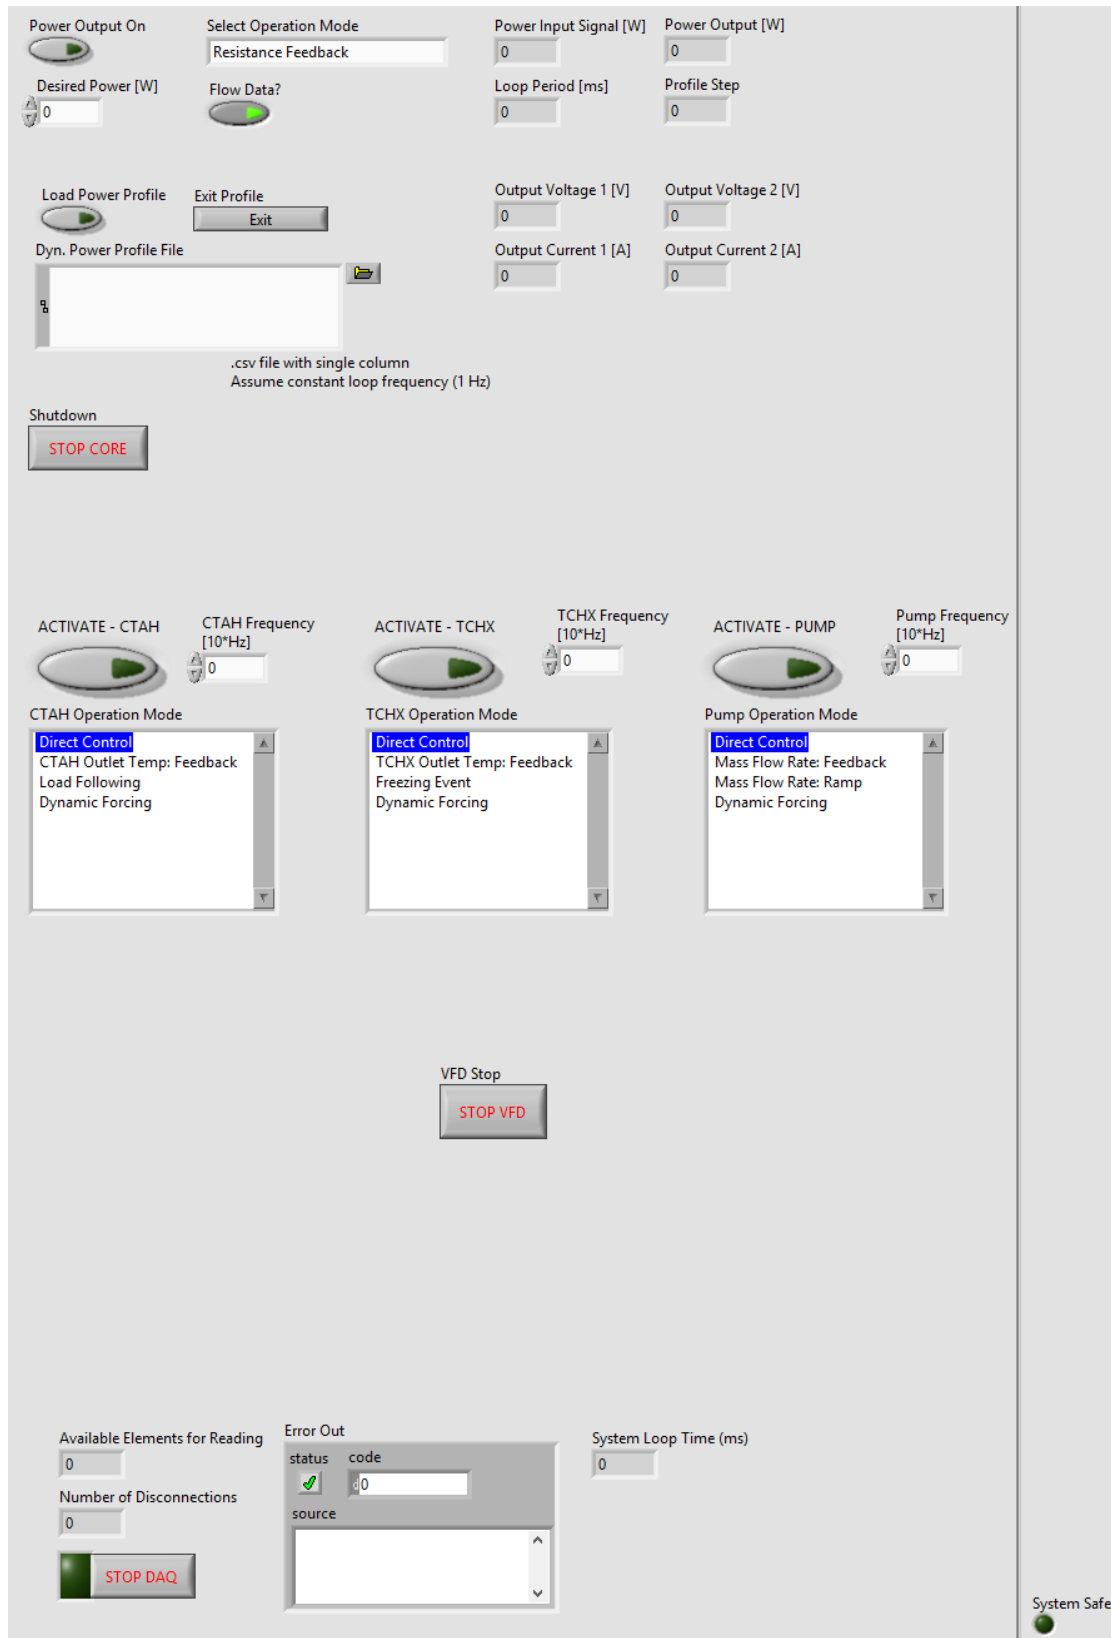 Power Output On
Select Operation Mode
Power Input Signal [W]
Power Output [W]
Resistance Feedback
0
0
Desired Power [W]
Flow Data?
Loop Period [ms]
Profile Step
0
0
0
Load Power Profile
Exit Profile
Output Voltage 1 [V]
Output Voltage 2 [V]
Exit
0
0
Dyn. Power Profile File
Output Current 1 [A]
Output Current 2 [A]
0
0
.csv file with single column
Assume constant loop frequency (1 Hz)
Shutdown
STOP CORE
ACTIVATE - CTAH
CTAH Frequency
[10*Hz]
0
ACTIVATE - TCHX
TCHX Frequency
[10*Hz]
0
ACTIVATE - PUMP
Pump Frequency
[10*Hz]
0
CTAH Operation Mode
Direct Control
CTAH Outlet Temp: Feedback
Load Following
Dynamic Forcing
TCHX Operation Mode
Direct Control
TCHX Outlet Temp: Feedback
Freezing Event
Dynamic Forcing
Pump Operation Mode
Direct Control
Mass Flow Rate: Feedback
Mass Flow Rate: Ramp
Dynamic Forcing
VFD Stop
STOP VFD
Available Elements for Reading
0
Number of Disconnections
0
STOP DAQ
Error Out
status
code
d0
source
System Loop Time (ms)
0
System Safe